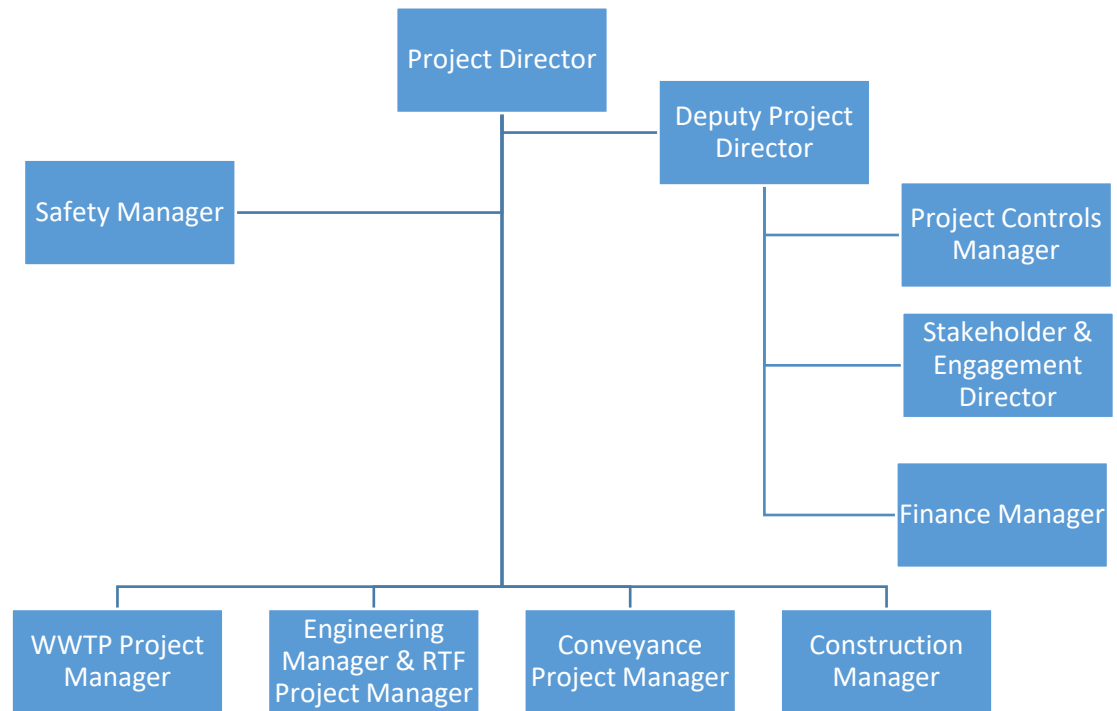 Project Director
Deputy Project
Director
Safety Manager
Project Controls
Manager
Stakeholder &
Engagement
Director
Finance Manager
WWTP Project
Manager
Engineering
Manager & RTF
Project Manager
Conveyance
Project Manager
Construction
Manager